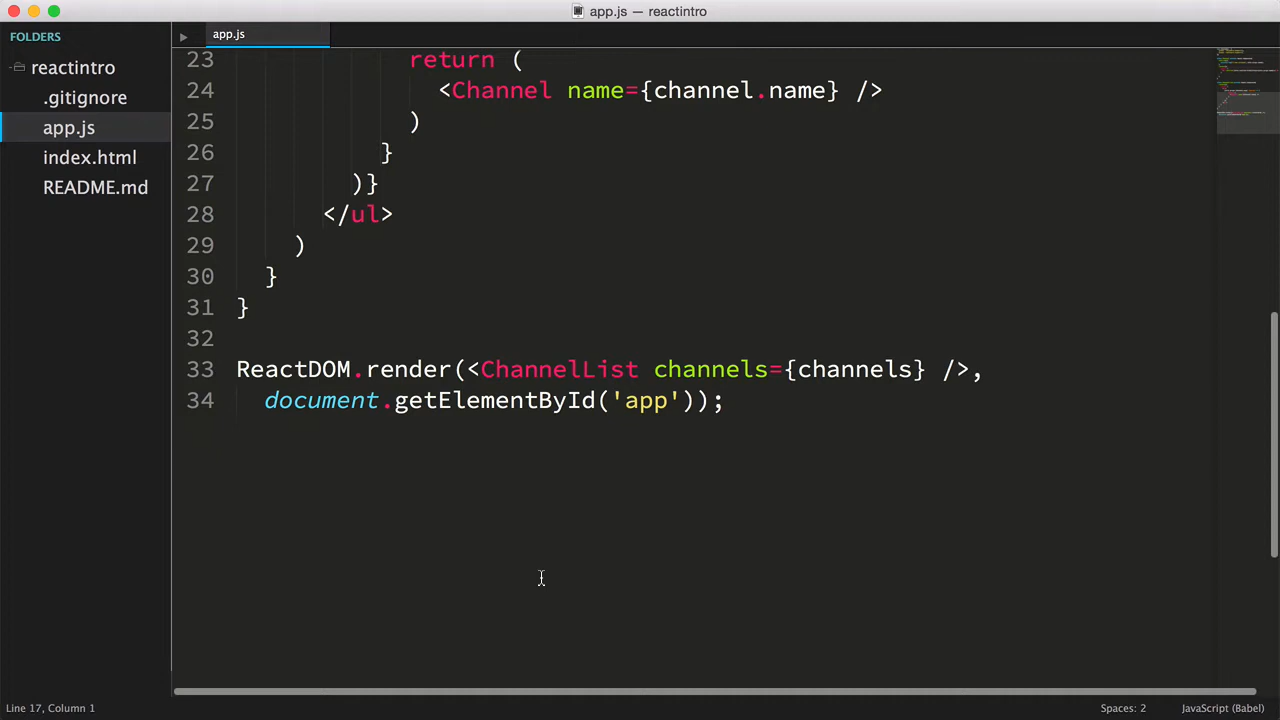 app.js — reactintro
FOLDERS
reactintro
.gitignore
app.js
index.html
README.md
app.js
23 return (
24 <Channel name={channel.name} />
25 )
26 }
27 )}
28 </ul>
29 )
30 }
31 }
32
33 ReactDOM.render(<ChannelList channels={channels} />,
34 document.getElementById('app'));
Line 17, Column 1
Spaces: 2
JavaScript (Babel)